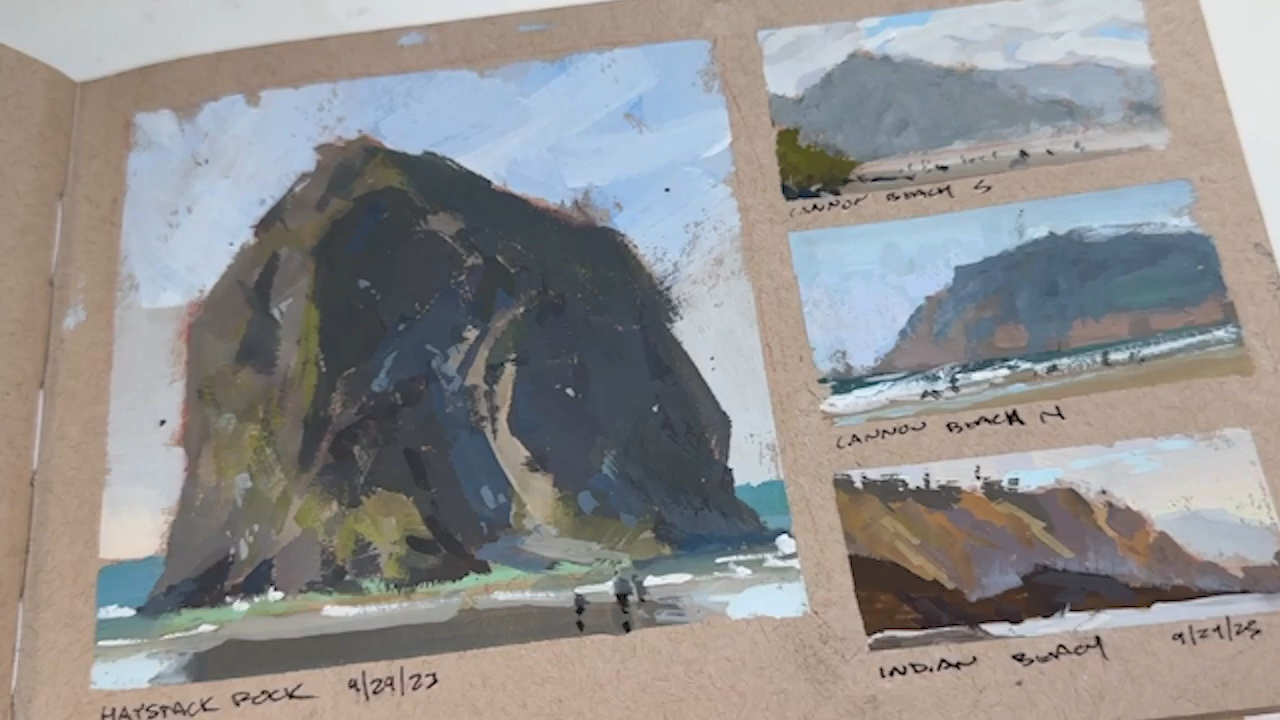 HAYSTACK ROCK 9/29/23
CANNON BEACH S
CANNON BEACH N
INDIAN BEACH 9/29/23